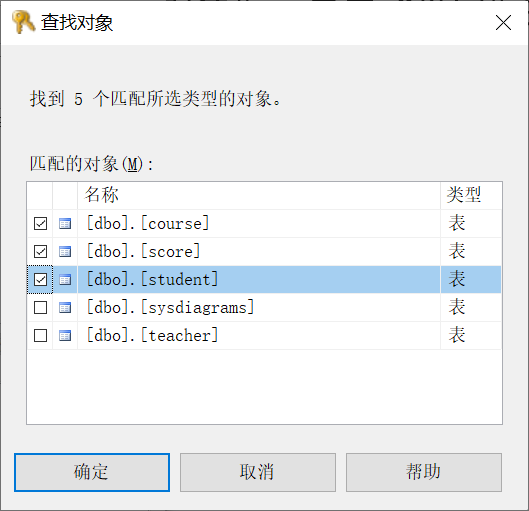 查找对象
找到 5 个匹配所选类型的对象。
匹配的对象(M):
名称 类型
[dbo].[course] 表
[dbo].[score] 表
[dbo].[student] 表
[dbo].[sysdiagrams] 表
[dbo].[teacher] 表
确定 取消 帮助